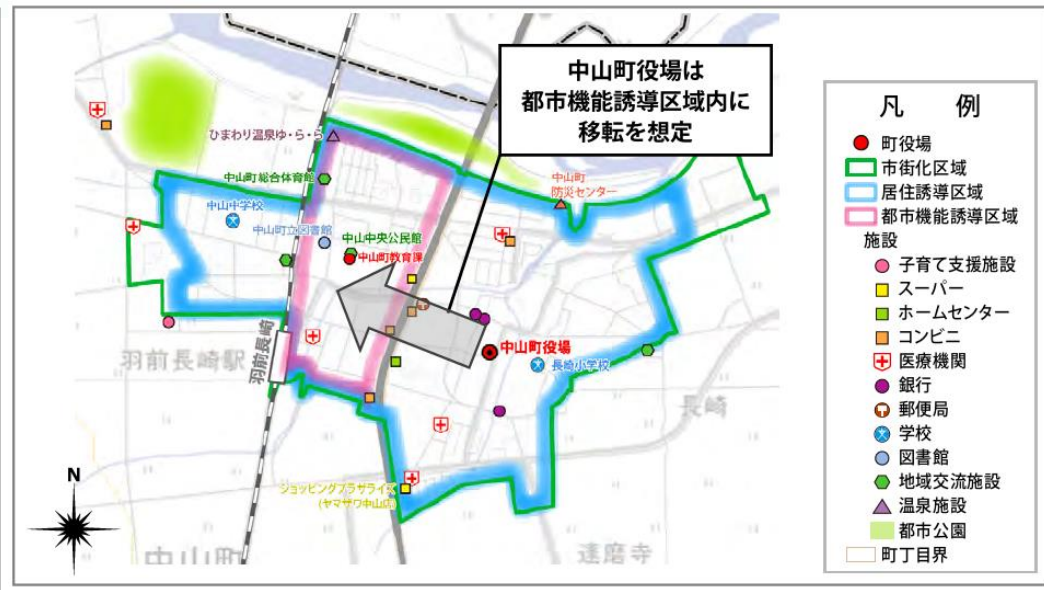 中山町役場は
都市機能誘導区域内に
移転を想定
ひまわり温泉ゆ・ら・ら
中山町総合体育館
中山町
防災センター
中山中学校
中山町立図書館
中山中央公民館
中山町教育課
中山町役場
長崎小学校
羽前長崎駅
羽前長崎
長崎
ショッピングプラザライズ
(ヤマザワ中山店)
N
中山町
達磨寺
凡 例
町役場
市街化区域
居住誘導区域
都市機能誘導区域
施設
子育て支援施設
スーパー
ホームセンター
コンビニ
医療機関
銀行
郵便局
学校
図書館
地域交流施設
温泉施設
都市公園
町丁目界